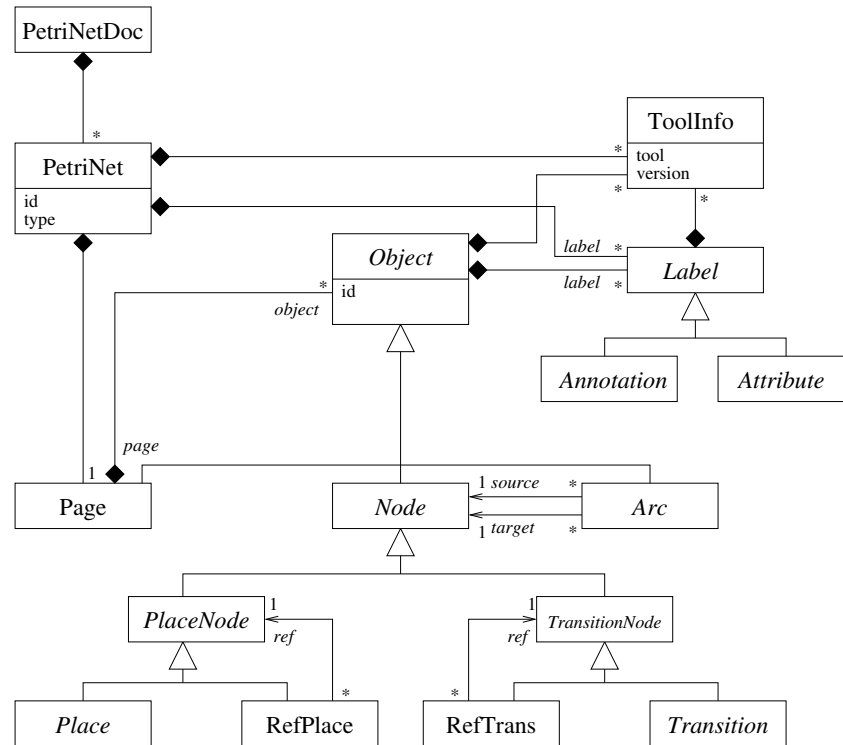 PetriNetDoc
*
ToolInfo
tool
version
PetriNet
id
type
*
*
*
Object
id
label *
label *
Label
*
object
Annotation
Attribute
page
1
Page
Node
1 source *
1 target *
Arc
PlaceNode
1
ref
*
TransitionNode
1
ref
*
Place
RefPlace
RefTrans
Transition